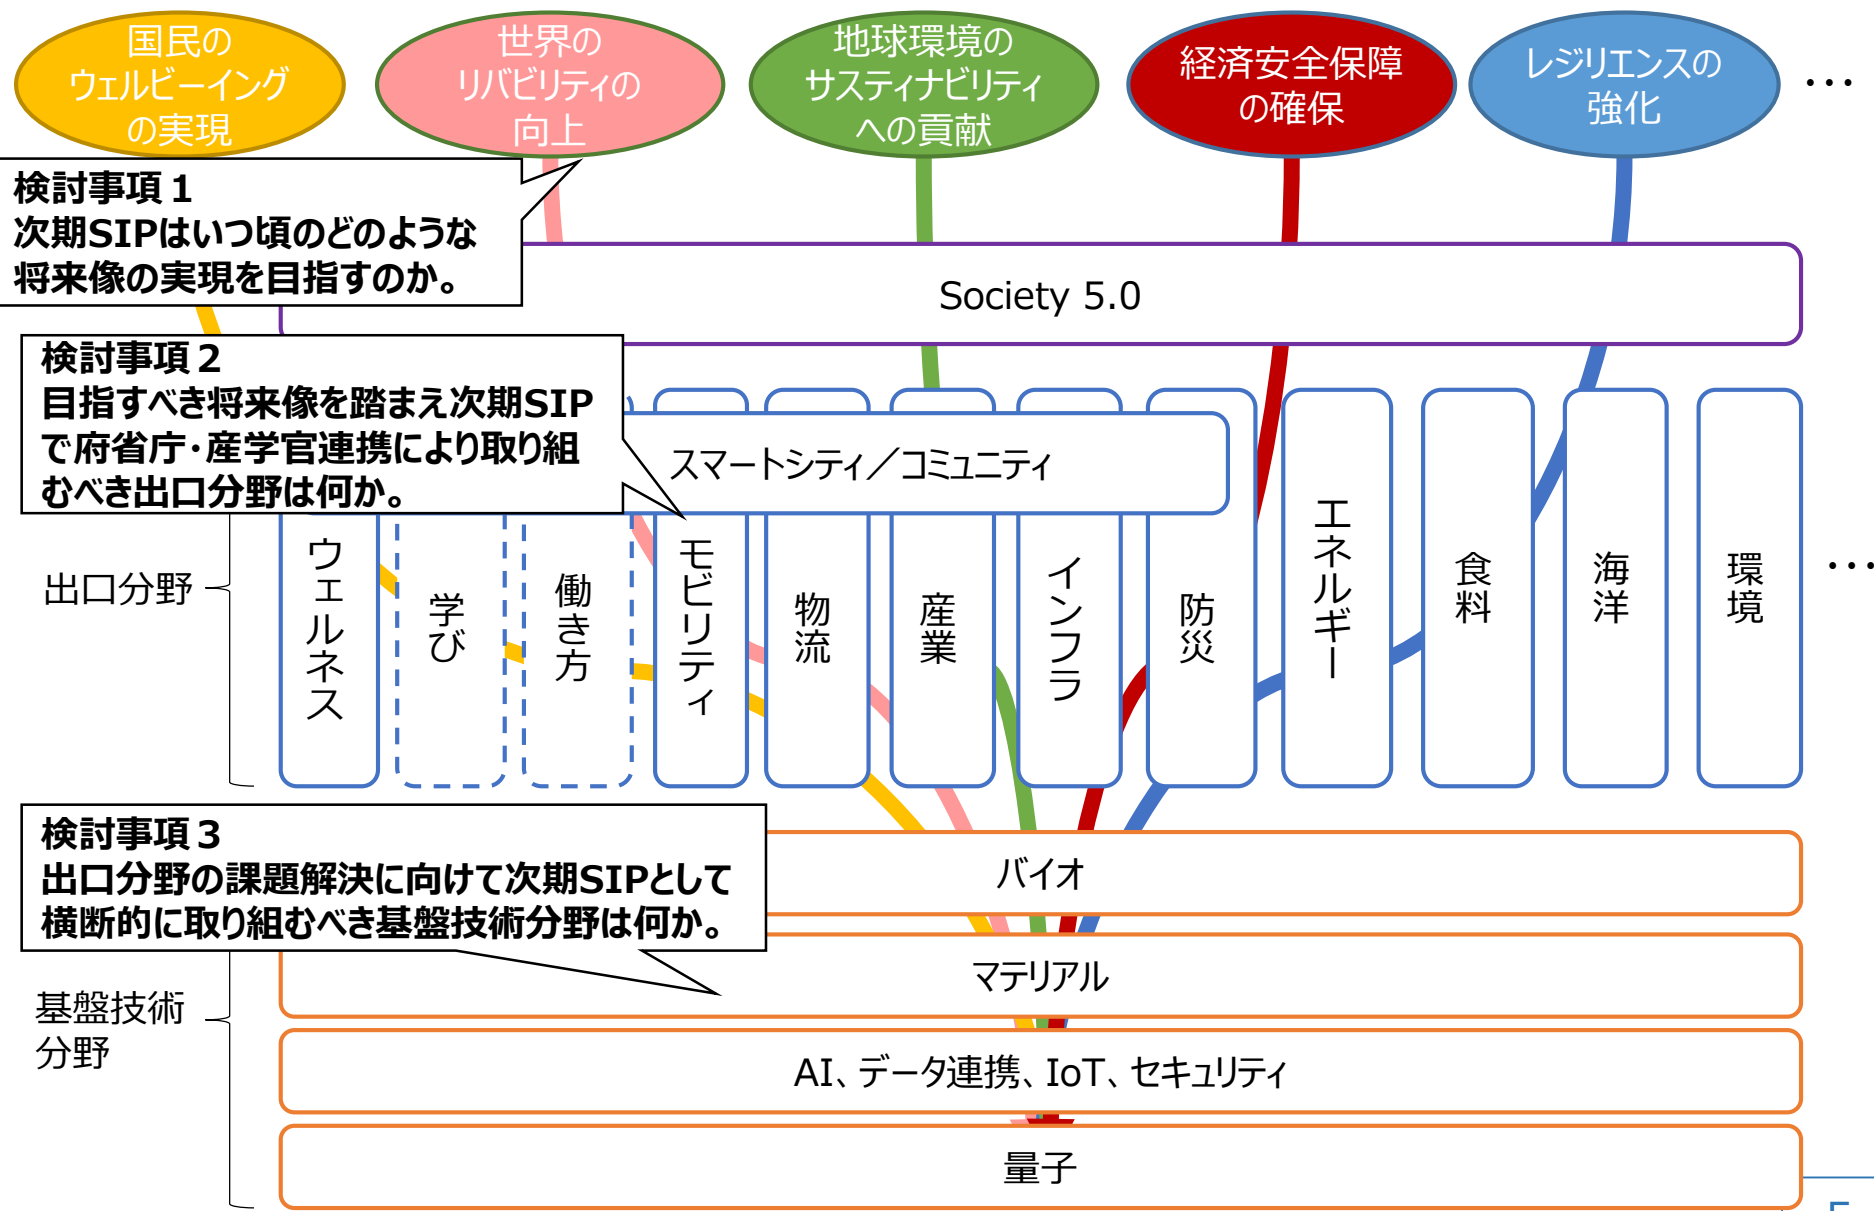 国民の
ウェルビーイング
の実現
世界の
リバビリティの
向上
地球環境の
サスティナビリティ
への貢献
経済安全保障
の確保
レジリエンスの
強化
…
検討事項１
次期SIPはいつ頃のどのような
将来像の実現を目指すのか。
Society 5.0
検討事項２
目指すべき将来像を踏まえ次期SIP
で府省庁・産学官連携により取り組
むべき出口分野は何か。
スマートシティ／コミュニティ
出口分野
ウェルネス
学び
働き方
モビリティ
物流
産業
インフラ
防災
エネルギー
食料
海洋
環境
…
検討事項３
出口分野の課題解決に向けて次期SIPとして
横断的に取り組むべき基盤技術分野は何か。
バイオ
マテリアル
基盤技術
分野
AI、データ連携、IoT、セキュリティ
量子